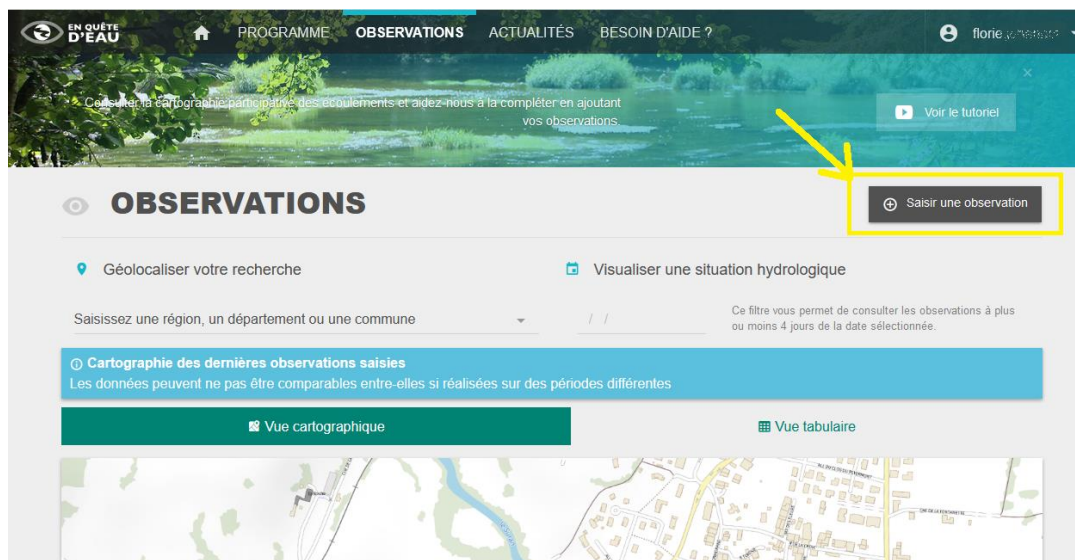 EN QUÊTE
D'EAU
PROGRAMME OBSERVATIONS ACTUALITÉS BESOIN D'AIDE ?
florie
Consulter la cartographie participative des écoulements et aidez-nous à la compléter en ajoutant
vos observations.
Voir le tutoriel
OBSERVATIONS
Saisir une observation
Géolocaliser votre recherche
Visualiser une situation hydrologique
Saisissez une région, un département ou une commune
/ /
Ce filtre vous permet de consulter les observations à plus
ou moins 4 jours de la date sélectionnée.
Cartographie des dernières observations saisies
Les données peuvent ne pas être comparables entre-elles si réalisées sur des périodes différentes
Vue cartographique
Vue tabulaire